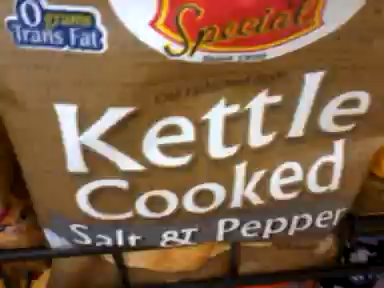 0 grams
Trans Fat
Special
Kettle
Cooked
Salt & Pepper